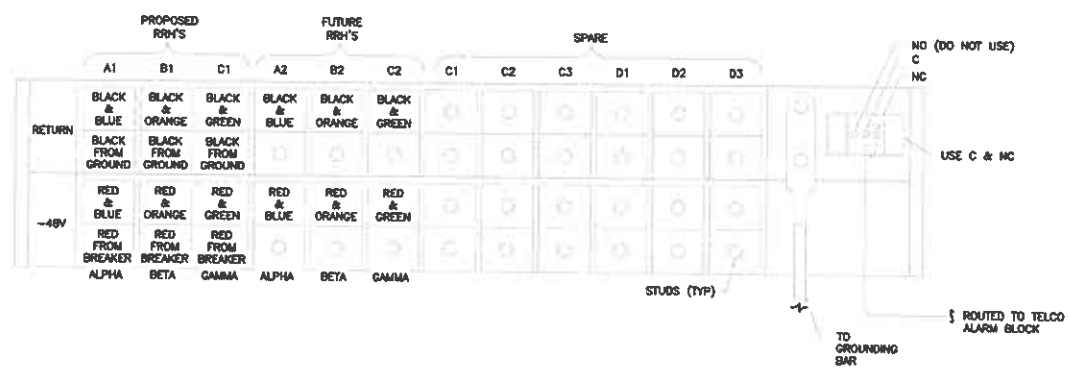 PROPOSED
RRH'S
FUTURE
RRH'S
SPARE
NO (DO NOT USE)
C
NC
A1 B1 C1 A2 B2 C2 C1 C2 C3 D1 D2 D3
RETURN
BLACK & BLUE
BLACK & ORANGE
BLACK & GREEN
BLACK & BLUE
BLACK & ORANGE
BLACK & GREEN
BLACK FROM GROUND
BLACK FROM GROUND
BLACK FROM GROUND
USE C & NC
-48V
RED & BLUE
RED & ORANGE
RED & GREEN
RED & BLUE
RED & ORANGE
RED & GREEN
RED FROM BREAKER
RED FROM BREAKER
RED FROM BREAKER
ALPHA BETA GAMMA ALPHA BETA GAMMA
STUDS (TYP)
TO
GROUNDING
BAR
ROUTED TO TELCO
ALARM BLOCK